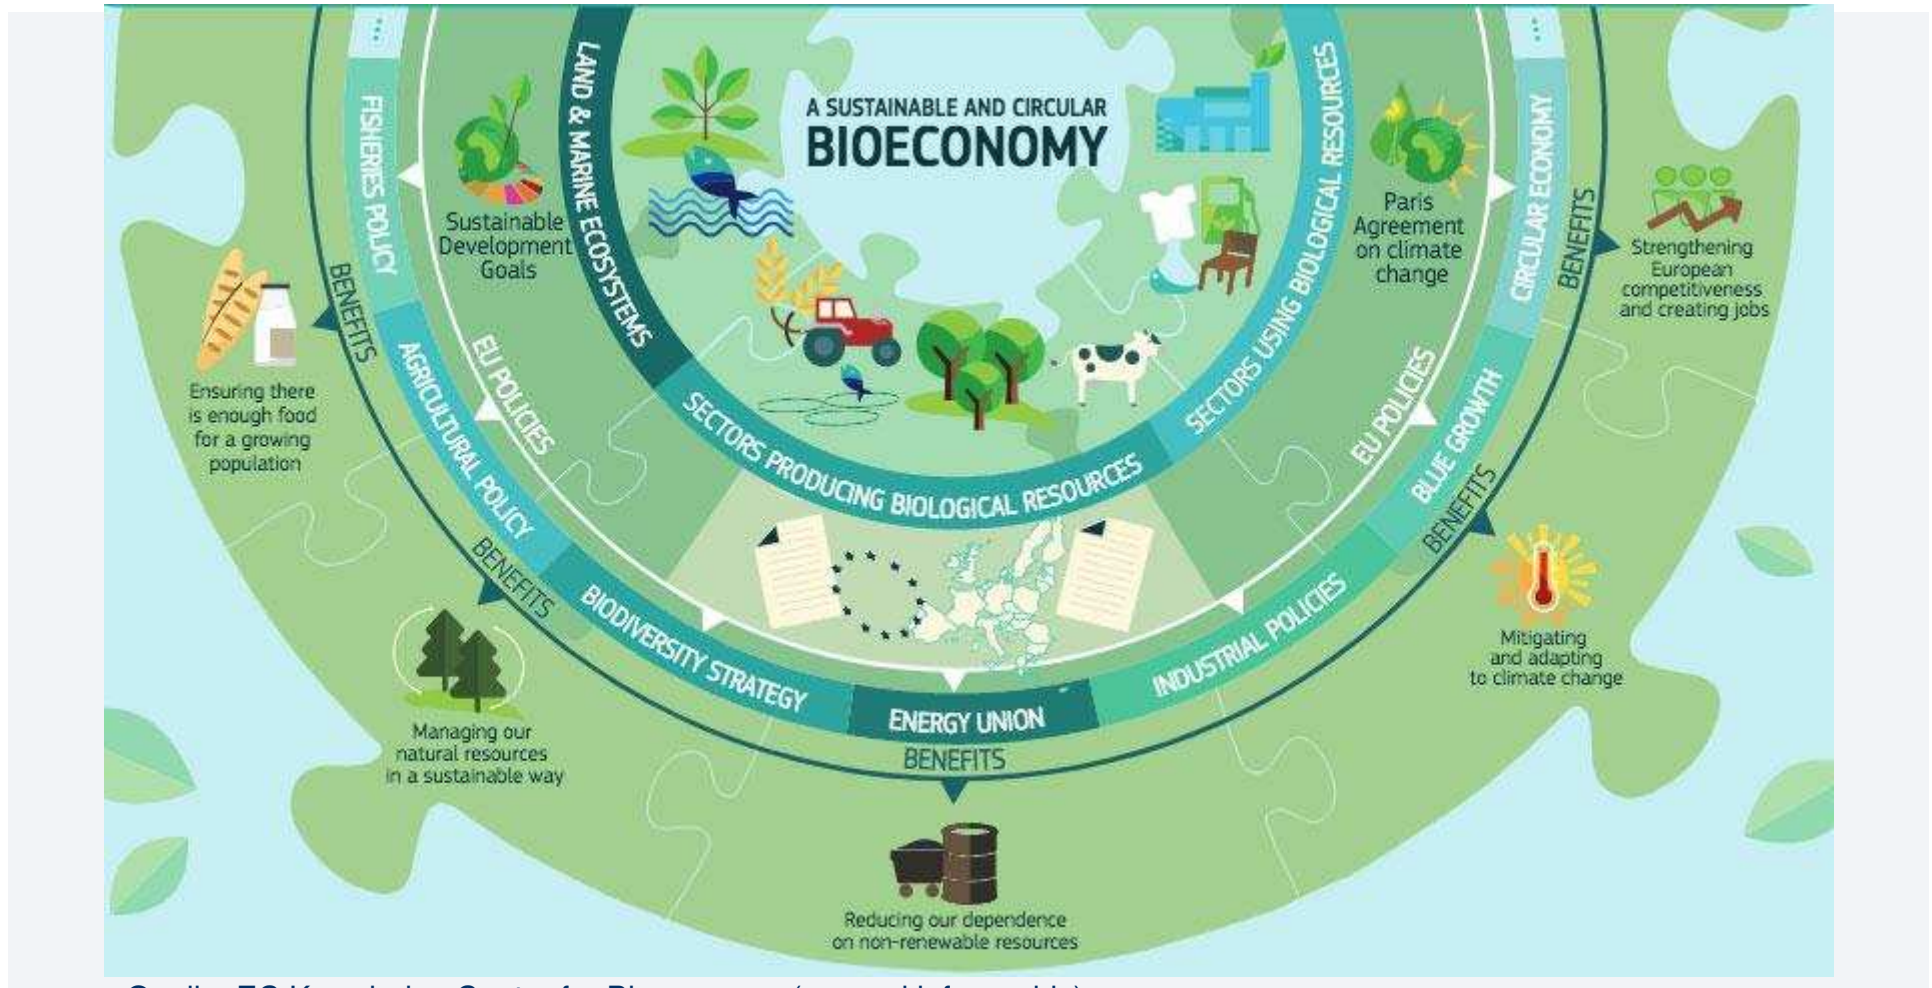 A SUSTAINABLE AND CIRCULAR
BIOECONOMY
LAND & MARINE ECOSYSTEMS
SECTORS PRODUCING BIOLOGICAL RESOURCES
SECTORS USING BIOLOGICAL RESOURCES
Sustainable
Development
Goals
Paris
Agreement
on climate
change
EU POLICIES
EU POLICIES
FISHERIES POLICY
AGRICULTURAL POLICY
BIODIVERSITY STRATEGY
ENERGY UNION
INDUSTRIAL POLICIES
BLUE GROWTH
CIRCULAR ECONOMY
BENEFITS
Ensuring there
is enough food
for a growing
population
BENEFITS
Managing our
natural resources
in a sustainable way
BENEFITS
Reducing our dependence
on non-renewable resources
BENEFITS
Mitigating
and adapting
to climate change
BENEFITS
Strengthening
European
competitiveness
and creating jobs